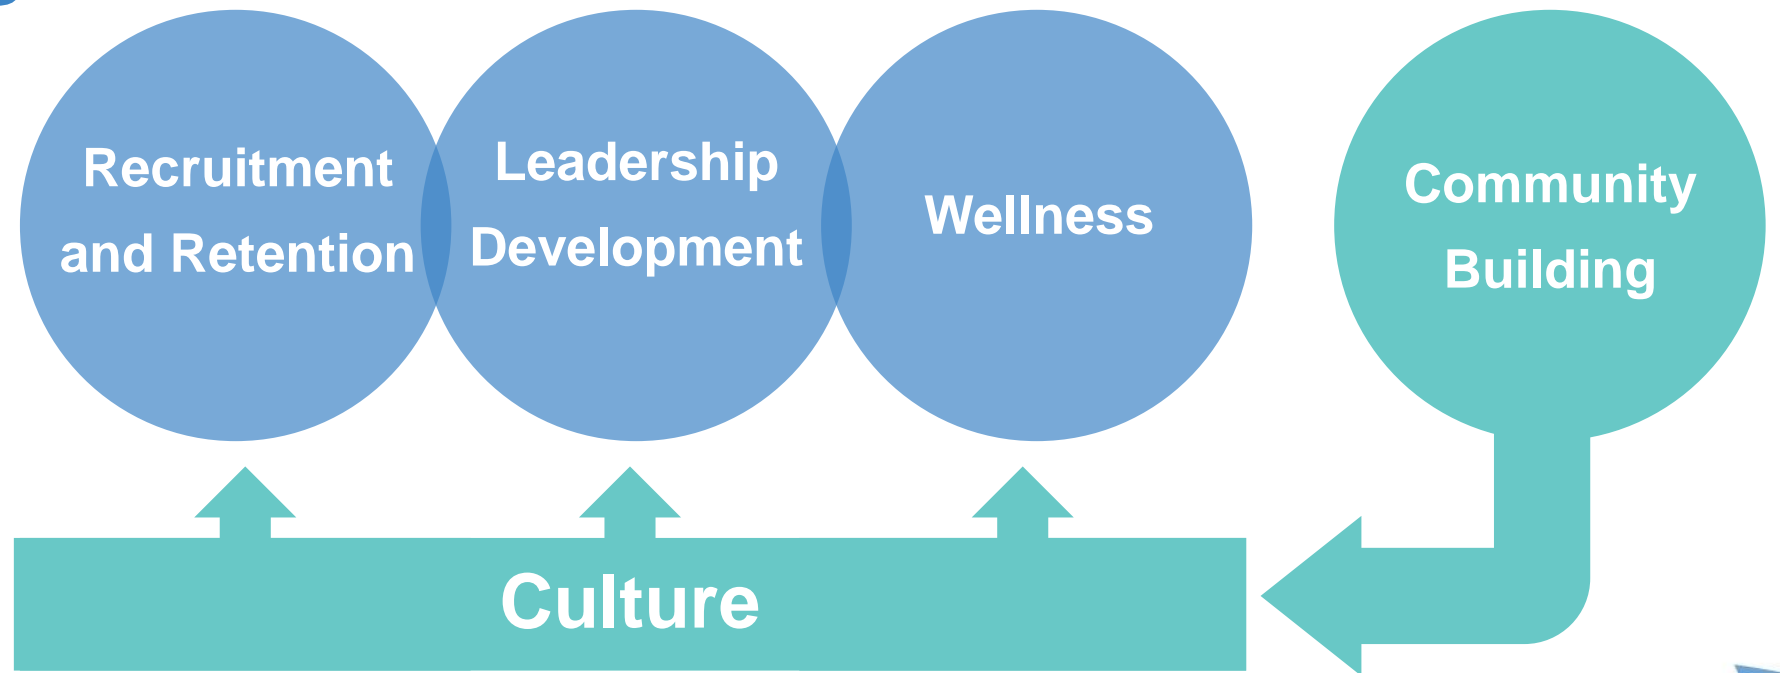 Recruitment
and Retention
Leadership
Development
Wellness
Community
Building
Culture